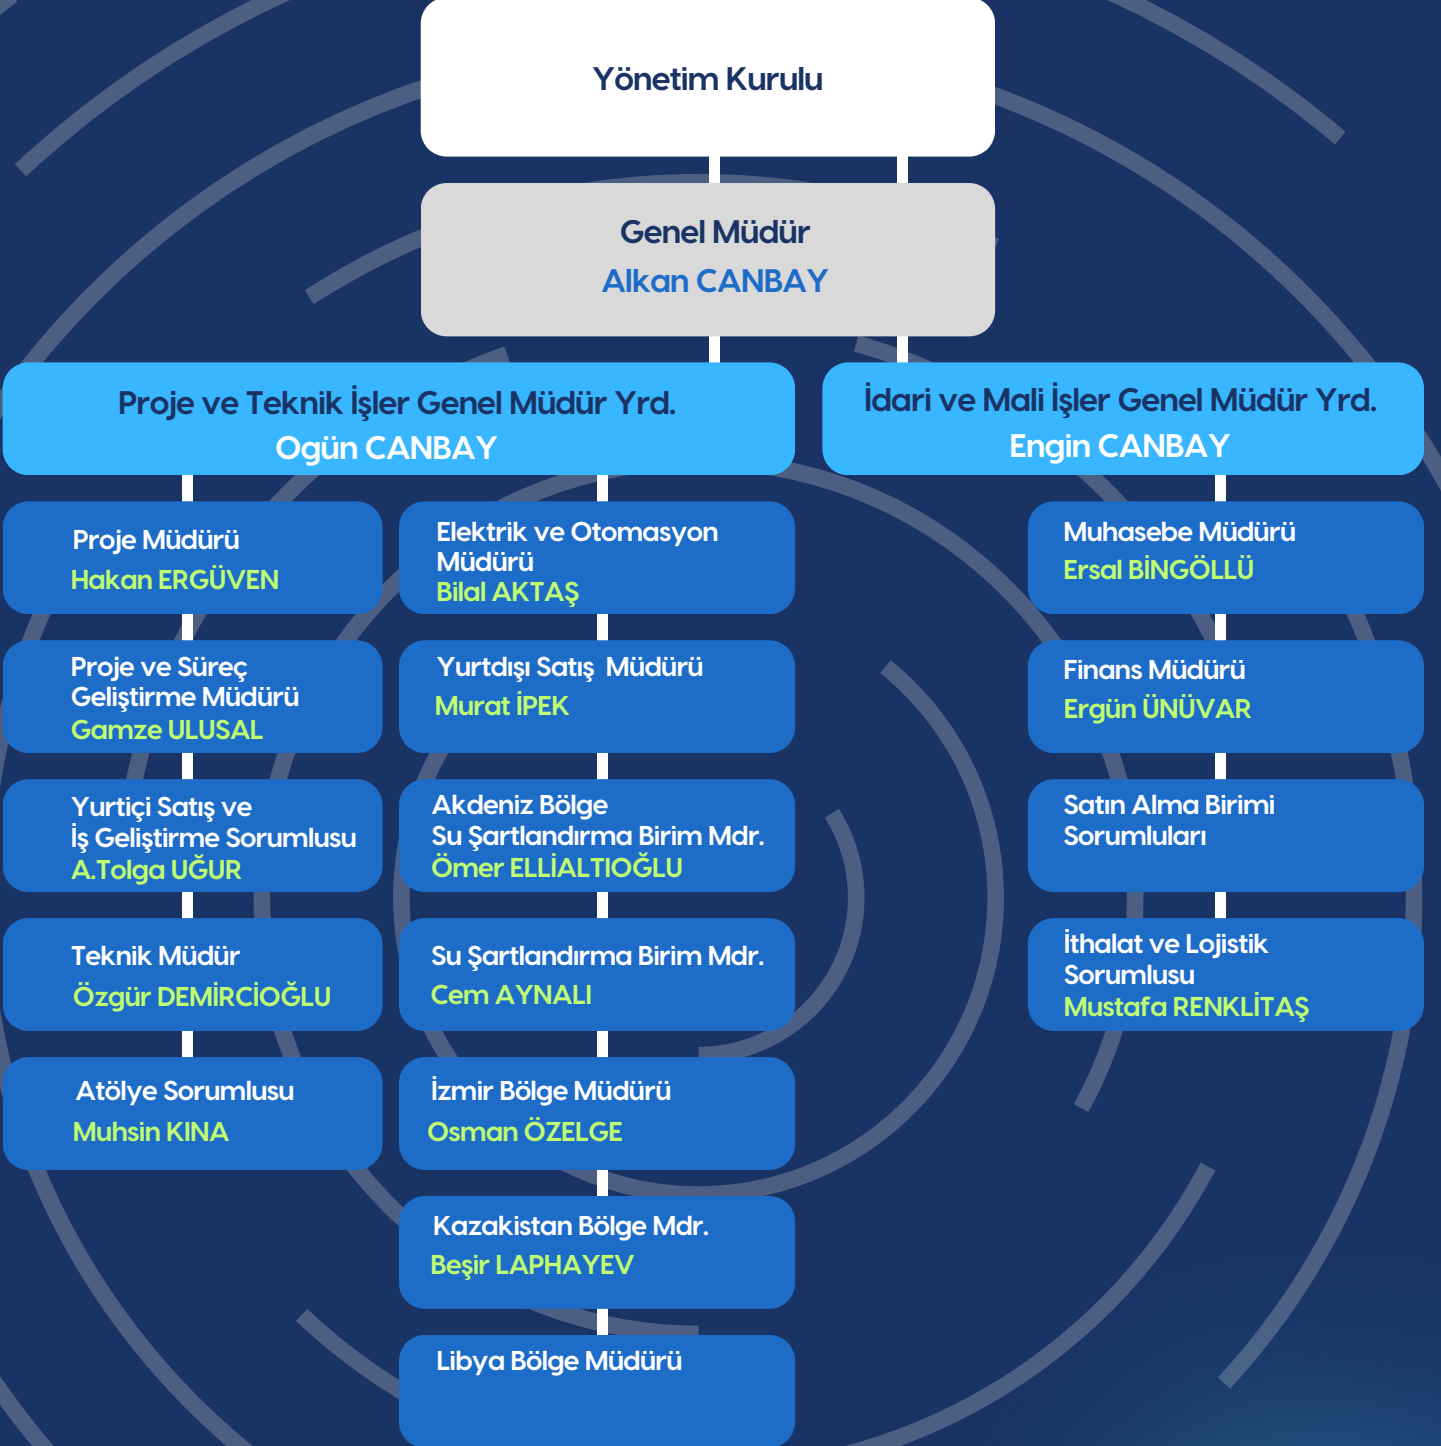 Yönetim Kurulu
Genel Müdür
Alkan CANBAY
Proje ve Teknik İşler Genel Müdür Yrd.
Ogün CANBAY
İdari ve Mali İşler Genel Müdür Yrd.
Engin CANBAY
Proje Müdürü
Hakan ERGÜVEN
Proje ve Süreç
Geliştirme Müdürü
Gamze ULUSAL
Yurtiçi Satış ve
İş Geliştirme Sorumlusu
A.Tolga UĞUR
Teknik Müdür
Özgür DEMİRCİOĞLU
Atölye Sorumlusu
Muhsin KINA
Elektrik ve Otomasyon
Müdürü
Bilal AKTAŞ
Yurtdışı Satış Müdürü
Murat İPEK
Akdeniz Bölge
Su Şartlandırma Birim Mdr.
Ömer ELLİALTIOĞLU
Su Şartlandırma Birim Mdr.
Cem AYNALI
İzmir Bölge Müdürü
Osman ÖZELGE
Kazakistan Bölge Mdr.
Beşir LAPHAYEV
Libya Bölge Müdürü
Muhasebe Müdürü
Ersal BİNGÖLLÜ
Finans Müdürü
Ergün ÜNÜVAR
Satın Alma Birimi
Sorumluları
İthalat ve Lojistik
Sorumlusu
Mustafa RENKLİTAŞ